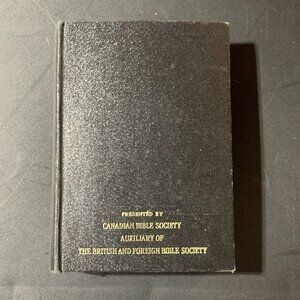 PRESENTED BY
CANADIAN BIBLE SOCIETY
AUXILIARY OF
THE BRITISH AND FOREIGN BIBLE SOCIETY